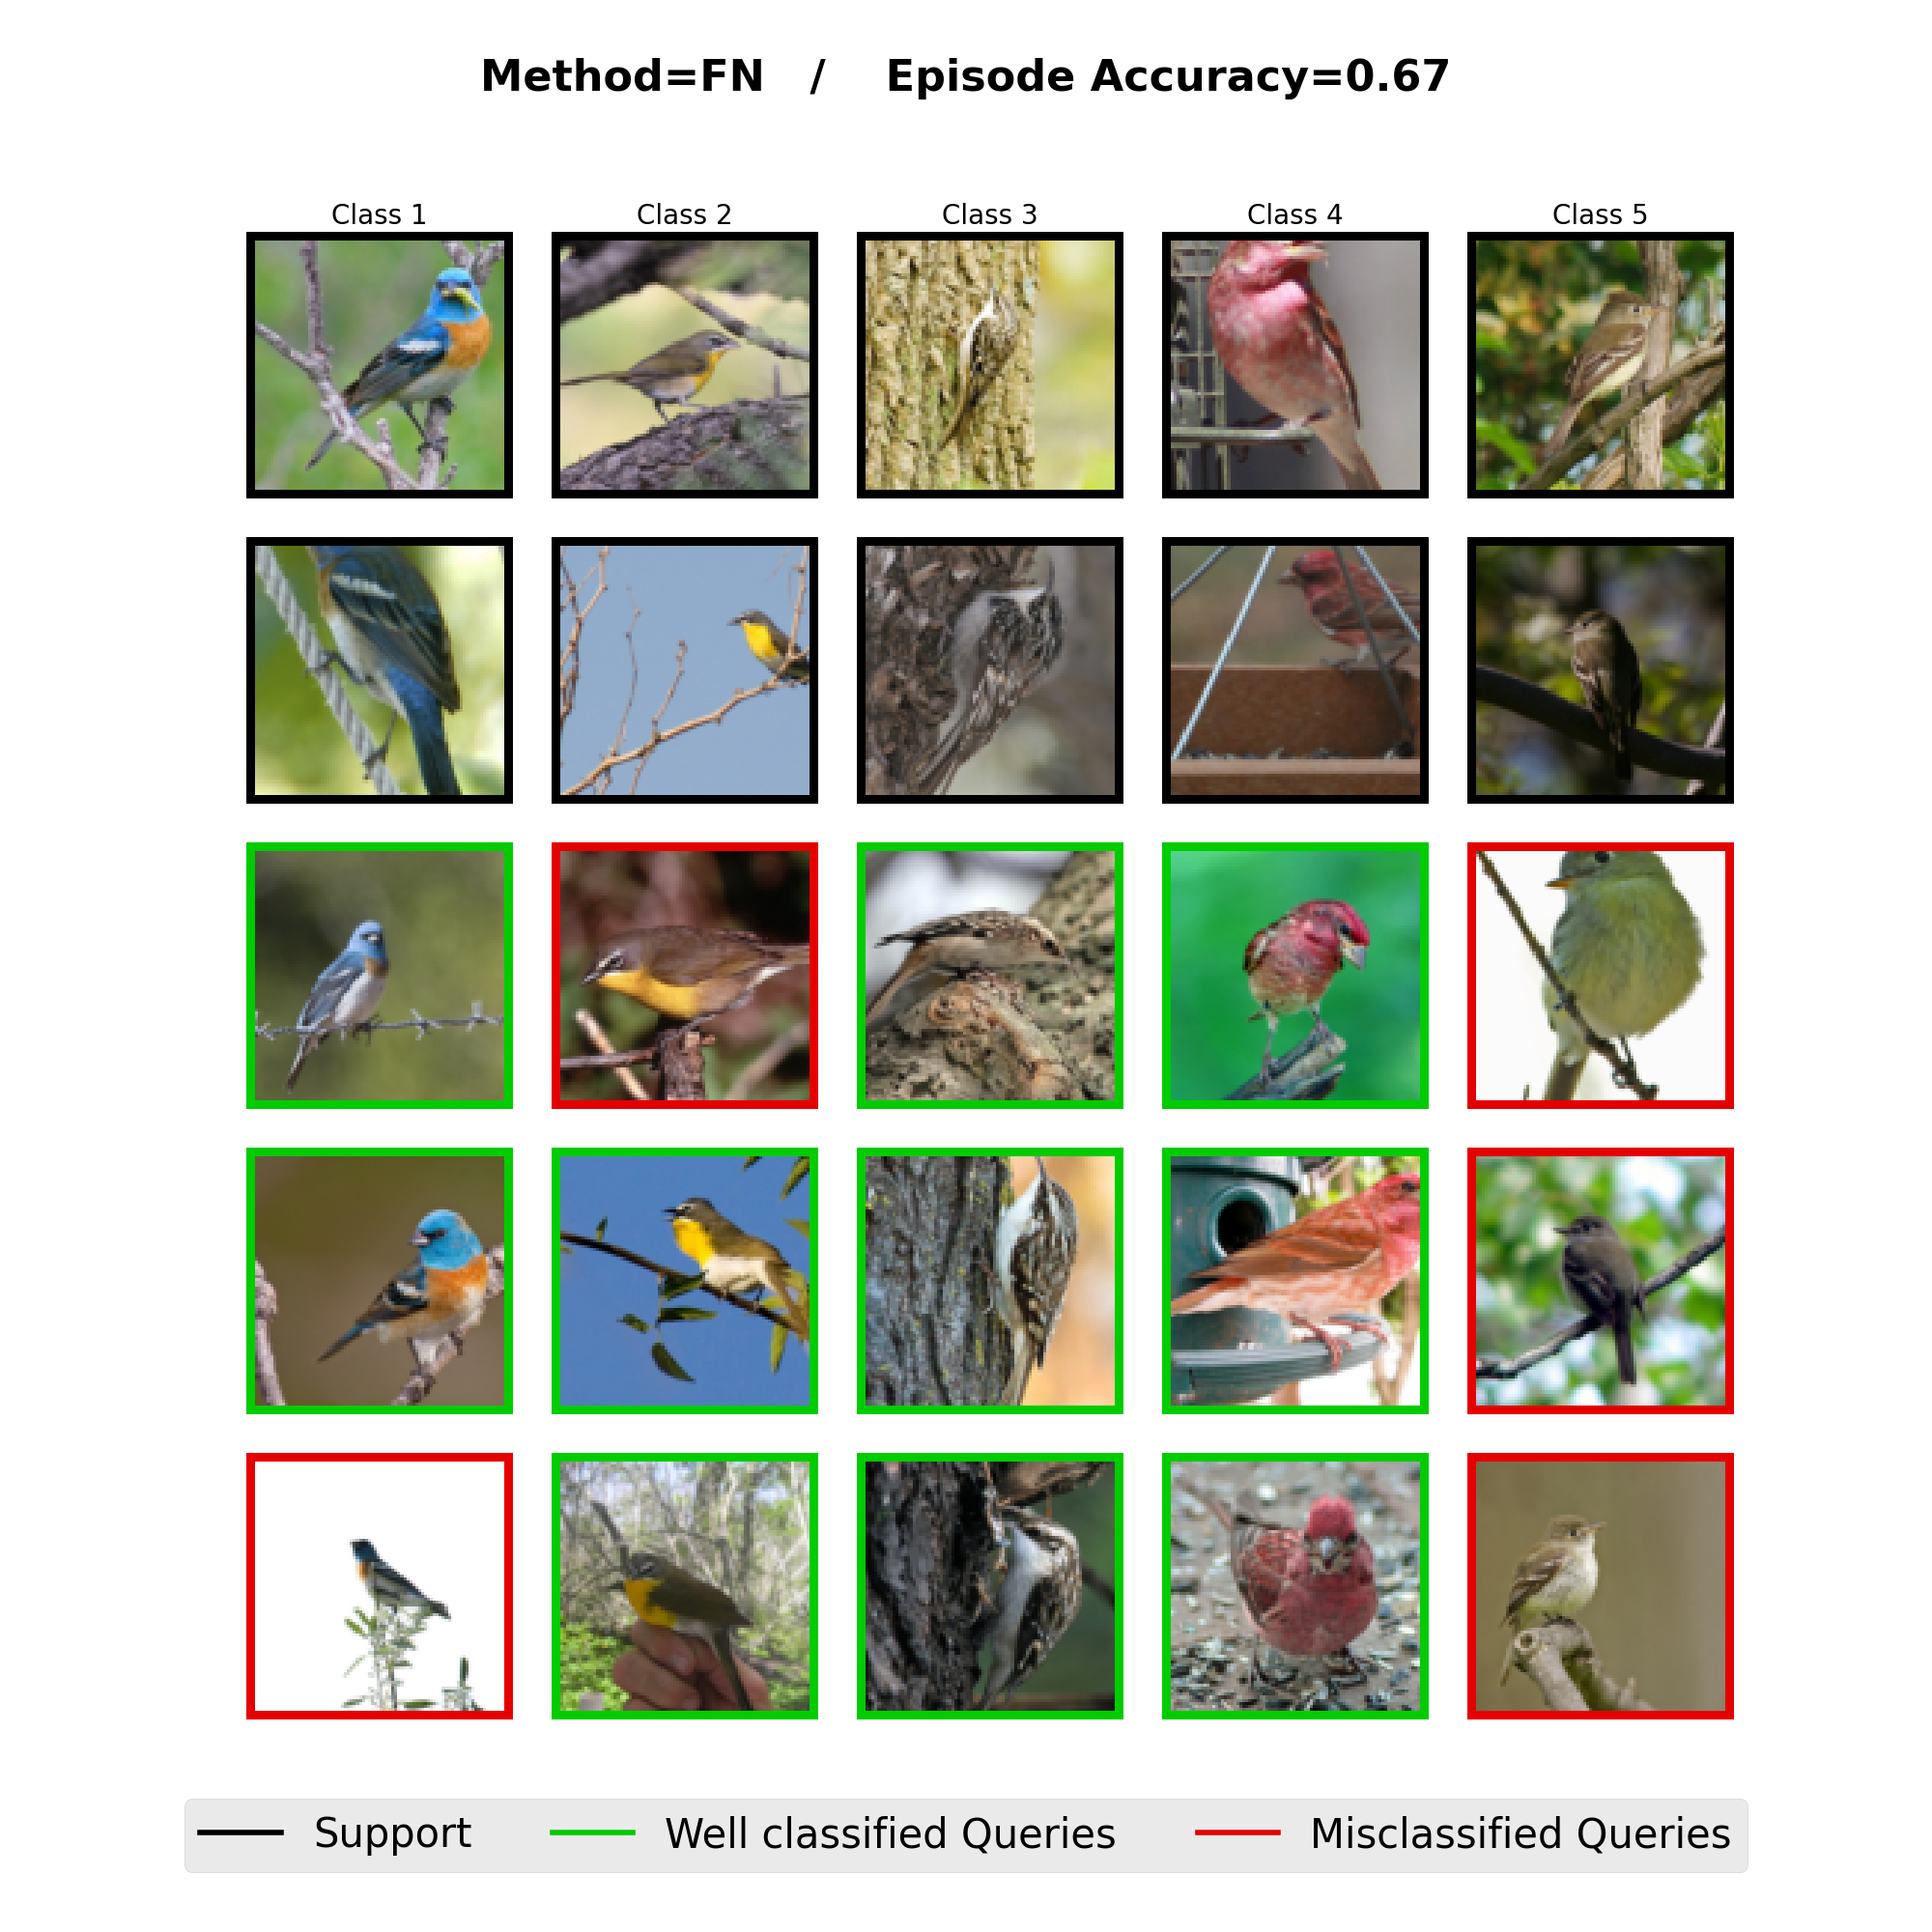 Method=FN / Episode Accuracy=0.67
Class 1 Class 2 Class 3 Class 4 Class 5
Support Well classified Queries Misclassified Queries